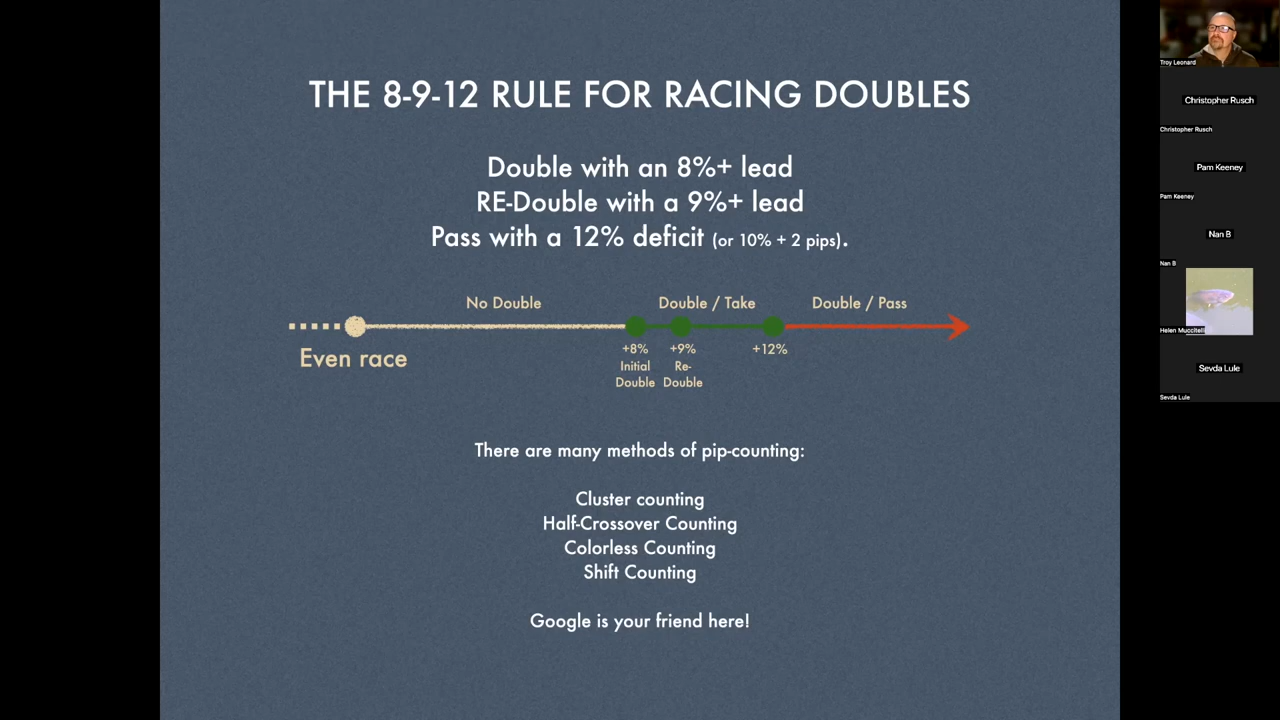 THE 8-9-12 RULE FOR RACING DOUBLES
Double with an 8%+ lead
RE-Double with a 9%+ lead
Pass with a 12% deficit (or 10% + 2 pips).
No Double
Double / Take
Double / Pass
Even race
+8%
Initial
Double
+9%
Re-
Double
+12%
There are many methods of pip-counting:
Cluster counting
Half-Crossover Counting
Colorless Counting
Shift Counting
Google is your friend here!
Troy Leonard
Christopher Rusch
Christopher Rusch
Pam Keeney
Pam Keeney
Nan B
Nan B
Helen Muccitelli
Sevda Lule
Sevda Lule